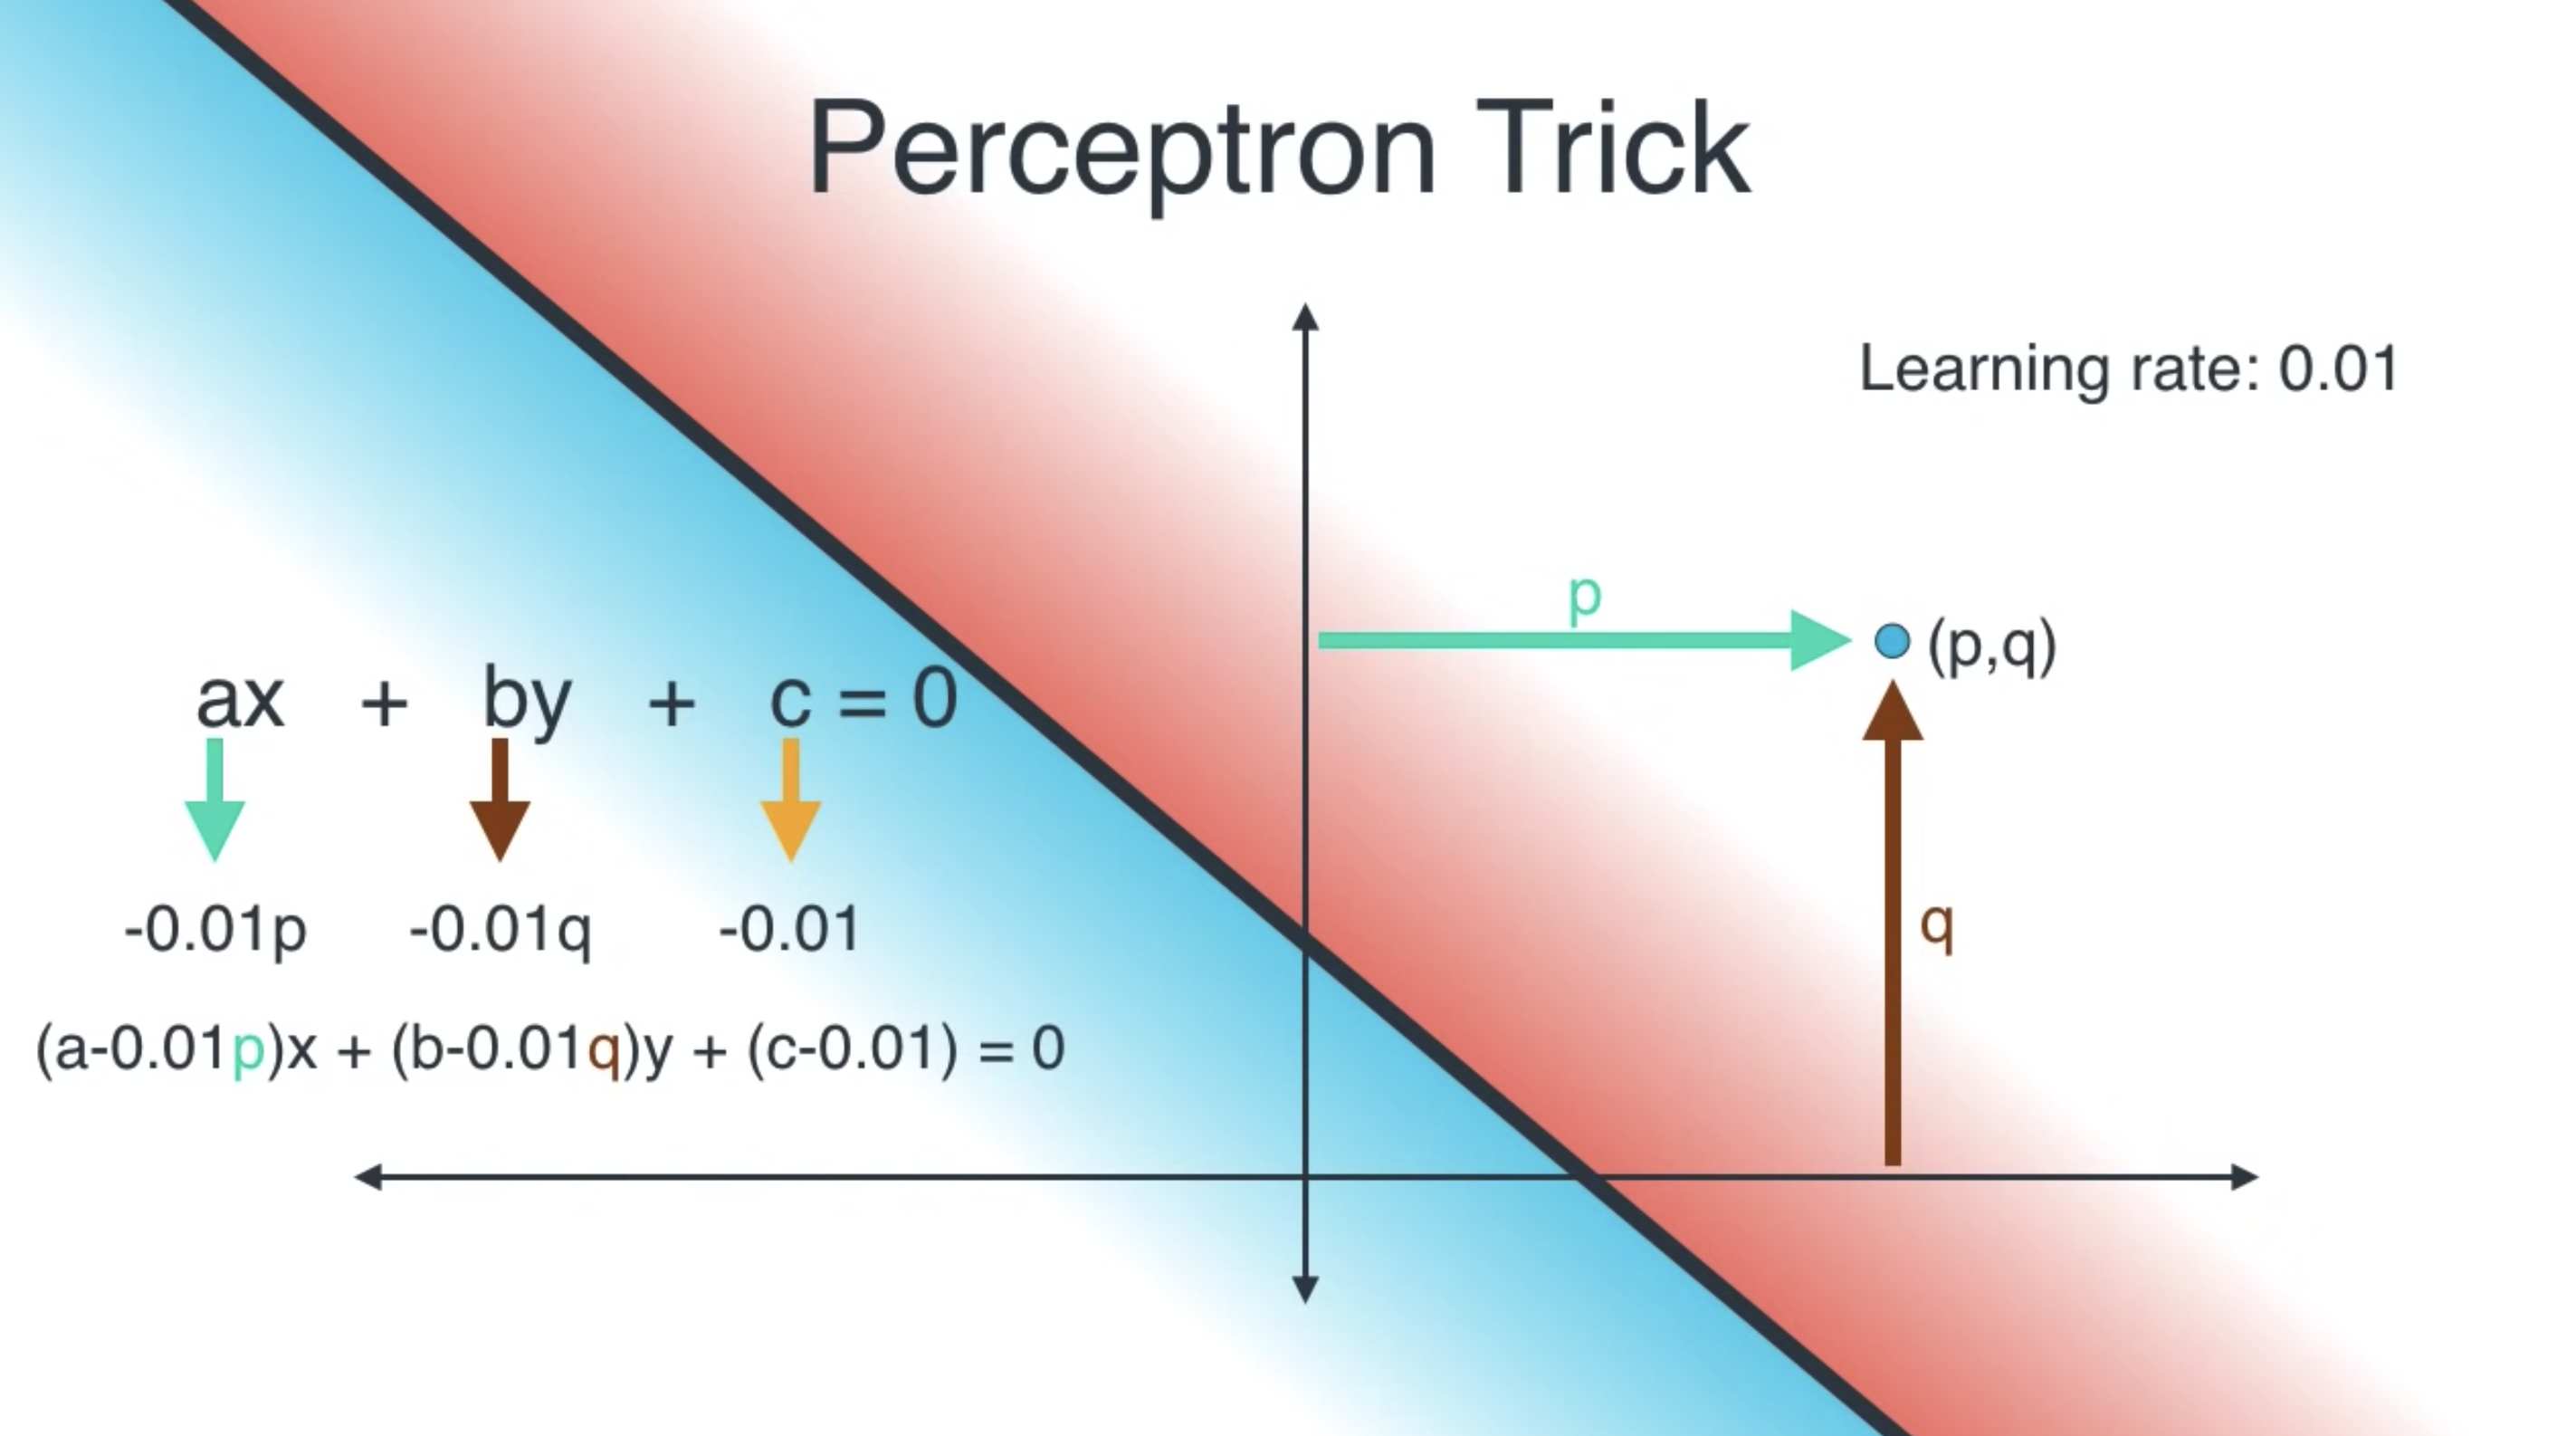 Perceptron Trick
Learning rate: 0.01
p
(p,q)
ax + by + c = 0
q
-0.01p -0.01q -0.01
(a-0.01p)x + (b-0.01q)y + (c-0.01) = 0